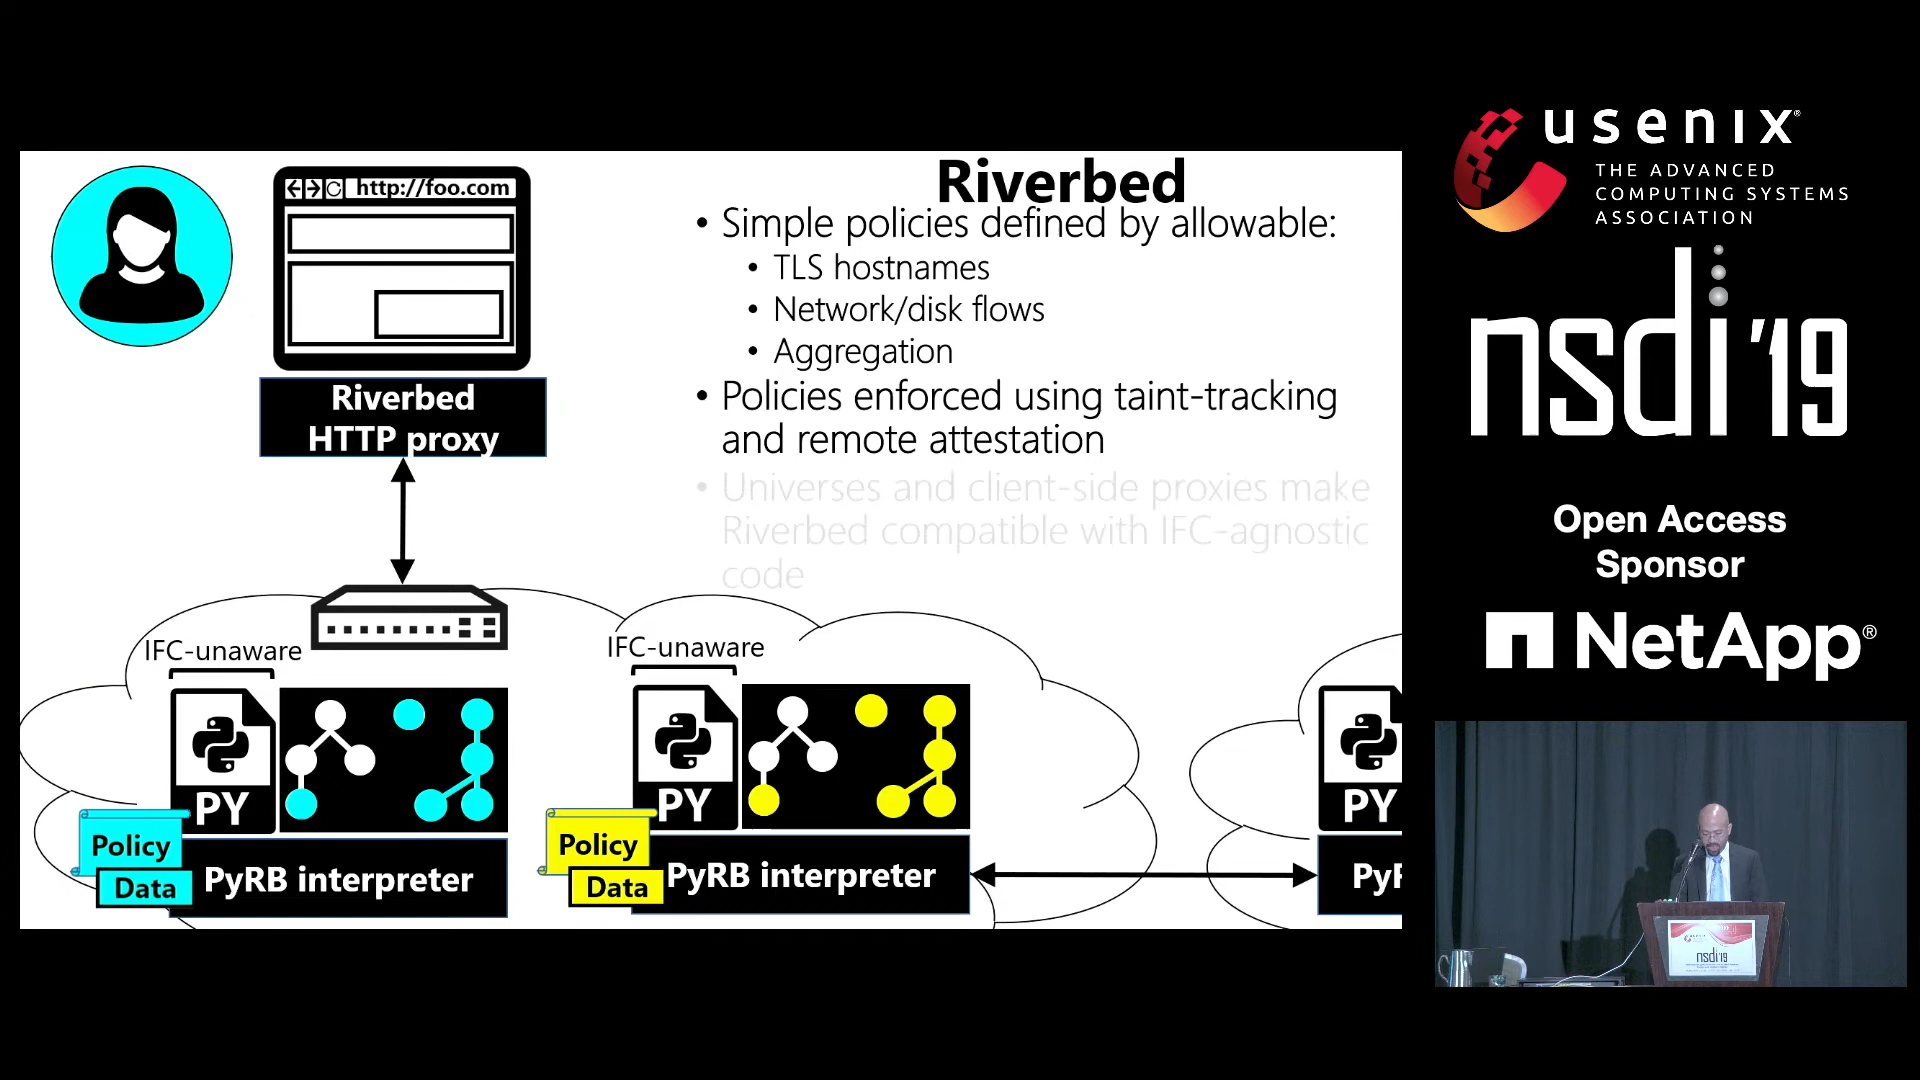 http://foo.com
Riverbed
HTTP proxy
Riverbed
• Simple policies defined by allowable:
• TLS hostnames
• Network/disk flows
• Aggregation
• Policies enforced using taint-tracking
and remote attestation
• Universes and client-side proxies make
Riverbed compatible with IFC-agnostic
code
IFC-unaware
PY
Policy
Data
PyRB interpreter
IFC-unaware
PY
Policy
Data
PyRB interpreter
PY
usenix®
THE ADVANCED
COMPUTING SYSTEMS
ASSOCIATION
nsdi '19
Open Access
Sponsor
NetApp®
usenix
nsdi'19